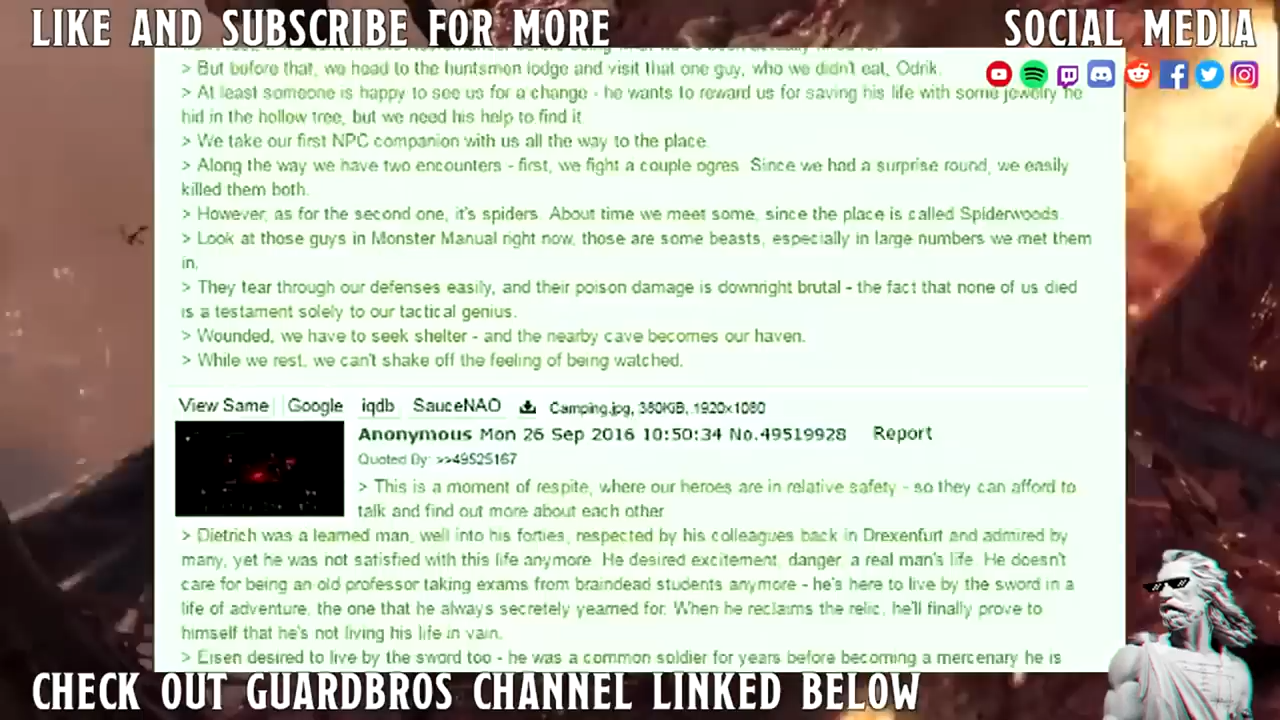 LIKE AND SUBSCRIBE FOR MORE
SOCIAL MEDIA
> But before that, we head to the huntsmen lodge and visit that one guy, who we didn't eat, Odrik.
> At least someone is happy to see us for a change - he wants to reward us for saving his life with some jewelry he
hid in the hollow tree, but we need his help to find it
> We take our first NPC companion with us all the way to the place.
> Along the way we have two encounters - first, we fight a couple ogres. Since we had a surprise round, we easily
killed them both.
> However, as for the second one, it's spiders. About time we meet some, since the place is called Spiderwoods.
> Look at those guys in Monster Manual right now, those are some beasts, especially in large numbers we met them
in.
> They tear through our defenses easily, and their poison damage is downright brutal - the fact that none of us died
is a testament solely to our tactical genius.
> Wounded, we have to seek shelter - and the nearby cave becomes our haven.
> While we rest, we can't shake off the feeling of being watched.
View Same Google iqdb SauceNAO Camping.jpg, 380KiB, 1920x1080
Anonymous Mon 26 Sep 2016 10:50:34 No.49519928 Report
Quoted By: >>49525167
> This is a moment of respite, where our heroes are in relative safety - so they can afford to
talk and find out more about each other
> Dietrich was a learned man, well into his forties, respected by his colleagues back in Drexenfurt and admired by
many, yet he was not satisfied with this life anymore. He desired excitement, danger, a real man's life. He doesn't
care for being an old professor taking exams from braindead students anymore - he's here to live by the sword in a
life of adventure, the one that he always secretely yearned for. When he reclaims the relic, he'll finally prove to
himself that he's not living his life in vain.
> Eisen desired to live by the sword too - he was a common soldier for years before becoming a mercenary he is
CHECK OUT GUARDBROS CHANNEL LINKED BELOW